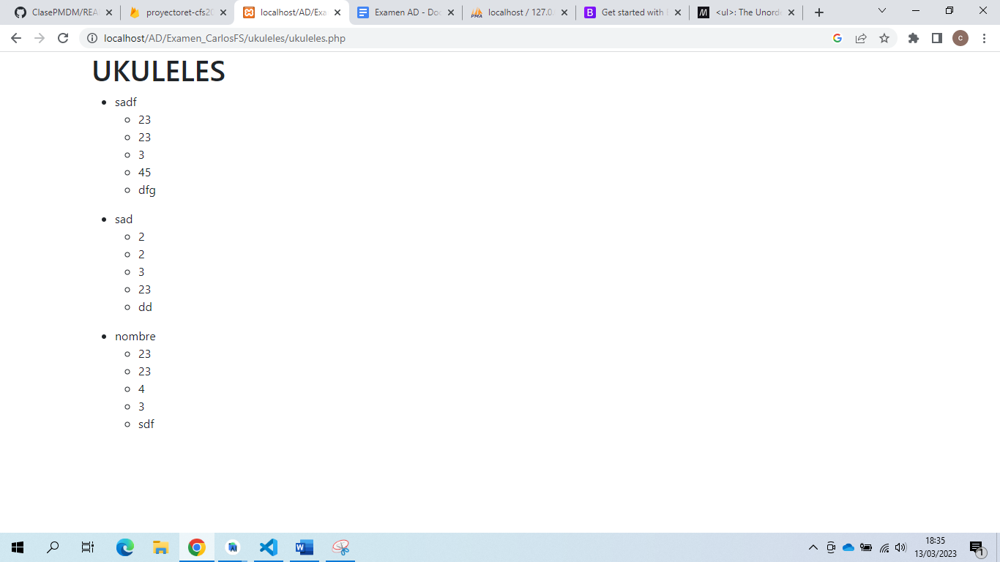 ClasePMDM/REA
proyectoret-cfs20
localhost/AD/Exa
Examen AD - Doc
localhost / 127.0.
Get started with
<ul>: The Unord
localhost/AD/Examen_CarlosFS/ukuleles/ukuleles.php
UKULELES
sadf
23
23
3
45
dfg
sad
2
2
3
23
dd
nombre
23
23
4
3
sdf
18:35
13/03/2023
1